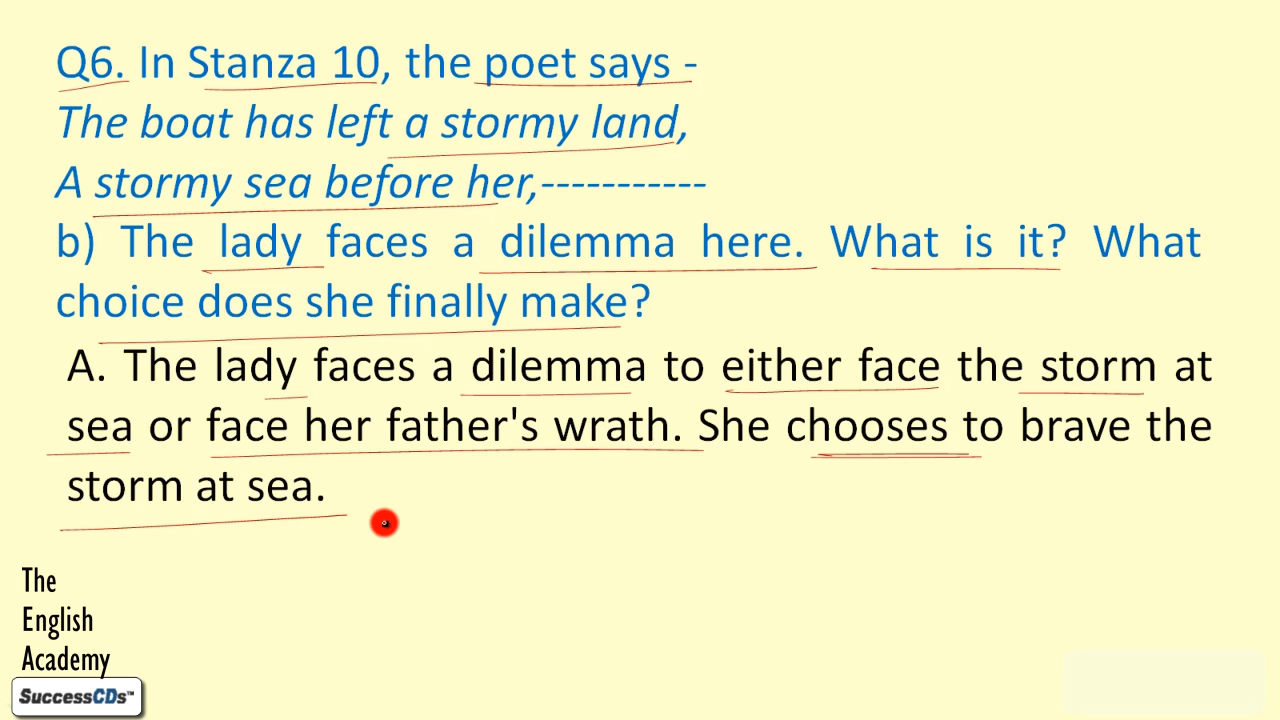 Q6. In Stanza 10, the poet says -
The boat has left a stormy land,
A stormy sea before her,-----------
b) The lady faces a dilemma here. What is it? What
choice does she finally make?
A. The lady faces a dilemma to either face the storm at
sea or face her father's wrath. She chooses to brave the
storm at sea.
The
English
Academy
SuccessCDs™